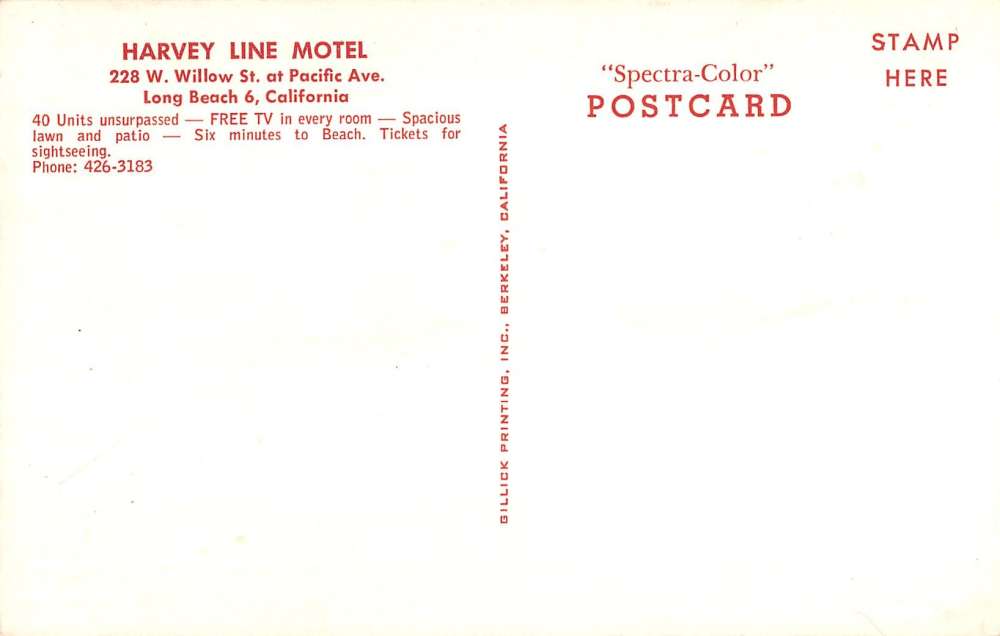 HARVEY LINE MOTEL
228 W. Willow St. at Pacific Ave.
Long Beach 6, California
40 Units unsurpassed — FREE TV in every room — Spacious
lawn and patio — Six minutes to Beach. Tickets for
sightseeing.
Phone: 426-3183
GILLICK PRINTING, INC., BERKELEY, CALIFORNIA
"Spectra-Color"
POSTCARD
STAMP
HERE